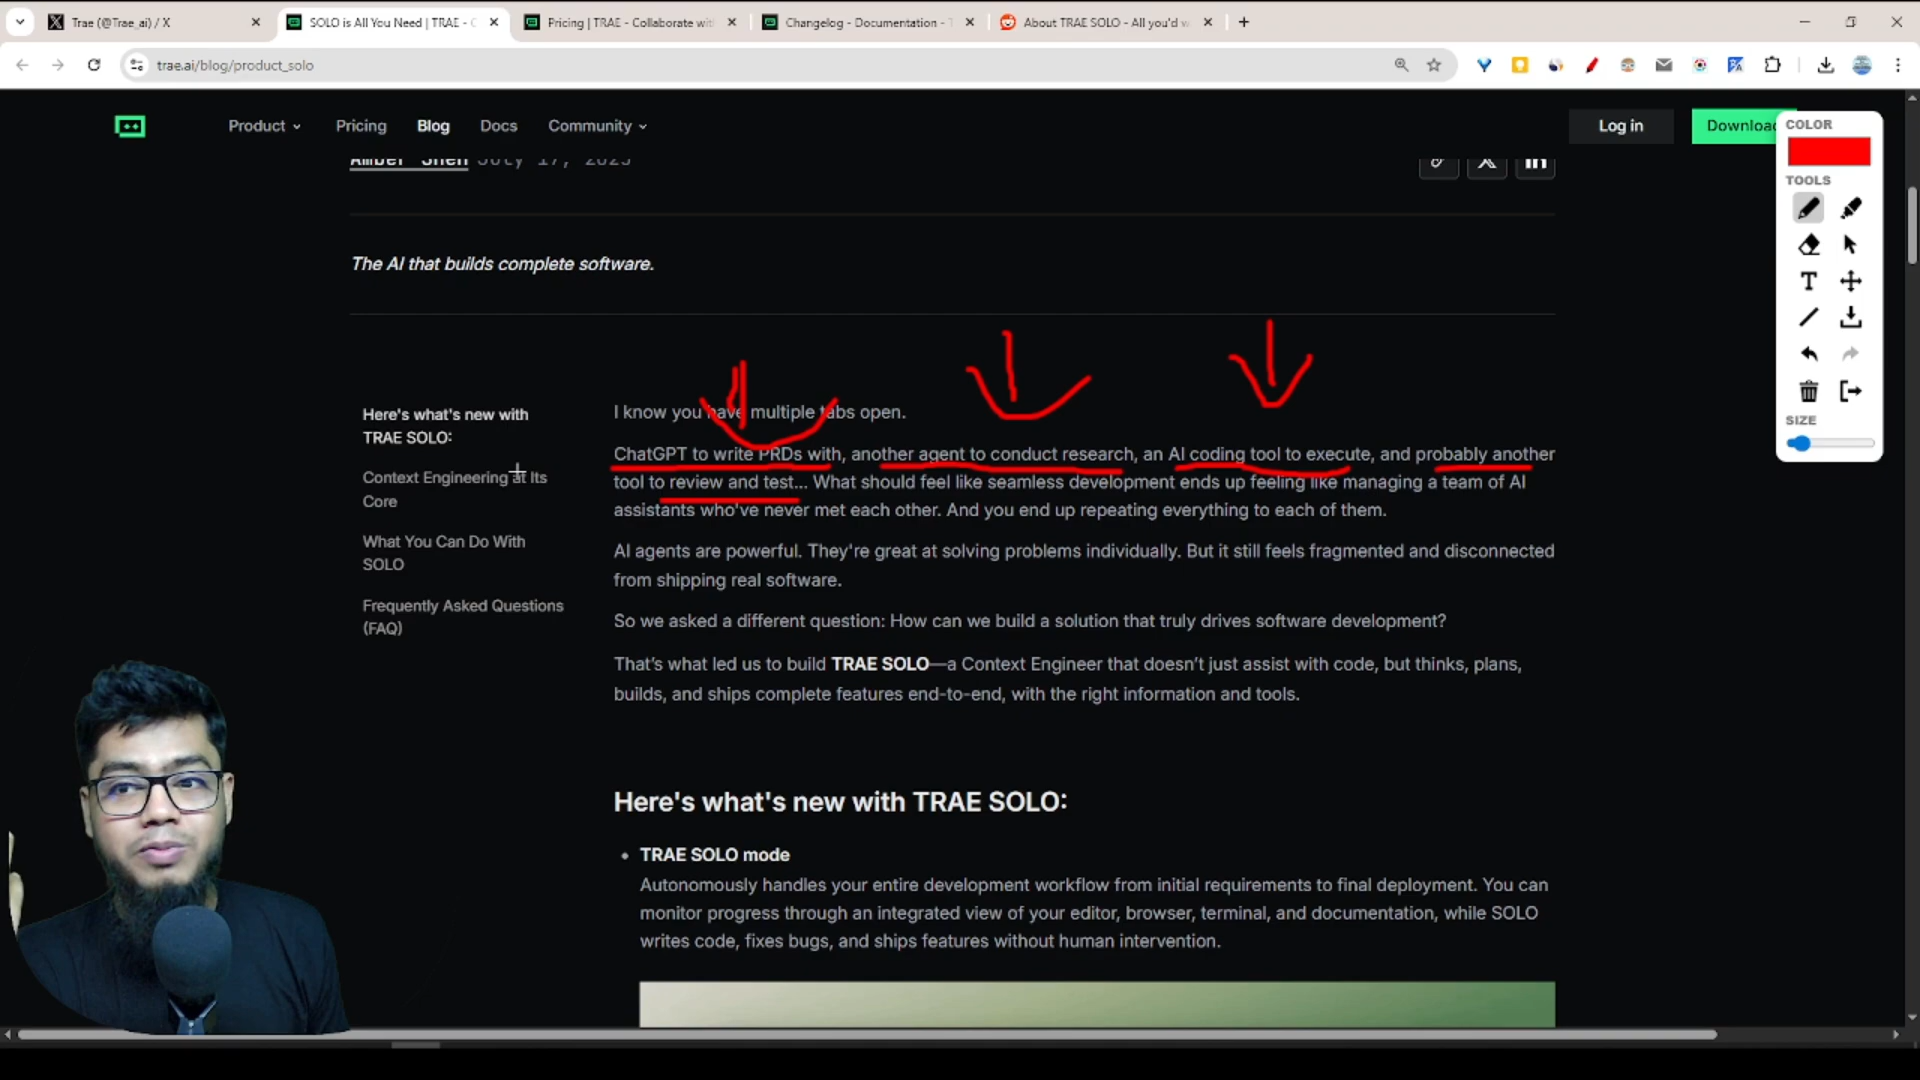 Trae (@Trae_ai) / X
SOLO is All You Need | TRAE - C
Pricing | TRAE - Collaborate wit
Changelog - Documentation - T
About TRAE SOLO - All you'd w
trae.ai/blog/product_solo
Product
Pricing
Blog
Docs
Community
Log in
Download
COLOR
TOOLS
SIZE
Amber Shen July 17, 2025
The AI that builds complete software.
Here's what's new with
TRAE SOLO:
Context Engineering at Its
Core
What You Can Do With
SOLO
Frequently Asked Questions
(FAQ)
I know you have multiple tabs open.
ChatGPT to write PRDs with, another agent to conduct research, an AI coding tool to execute, and probably another
tool to review and test... What should feel like seamless development ends up feeling like managing a team of AI
assistants who've never met each other. And you end up repeating everything to each of them.
AI agents are powerful. They're great at solving problems individually. But it still feels fragmented and disconnected
from shipping real software.
So we asked a different question: How can we build a solution that truly drives software development?
That’s what led us to build TRAE SOLO—a Context Engineer that doesn’t just assist with code, but thinks, plans,
builds, and ships complete features end-to-end, with the right information and tools.
Here's what's new with TRAE SOLO:
• TRAE SOLO mode
Autonomously handles your entire development workflow from initial requirements to final deployment. You can
monitor progress through an integrated view of your editor, browser, terminal, and documentation, while SOLO
writes code, fixes bugs, and ships features without human intervention.